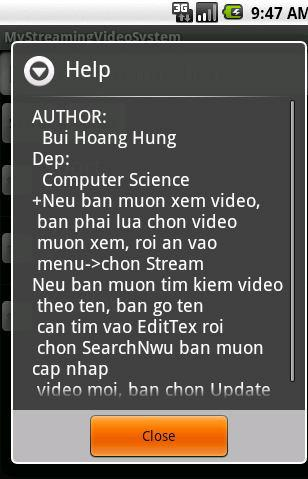 3G
9:47 AM
MyStreamingVideoSystem
Help
AUTHOR:
Bui Hoang Hung
Dep:
Computer Science
+Neu ban muon xem video,
ban phai lua chon video
muon xem, roi an vao
menu->chon Stream
Neu ban muon tim kiem video
theo ten, ban go ten
can tim vao EditTex roi
chon SearchNwu ban muon
cap nhap
video moi, ban chon Update
Close